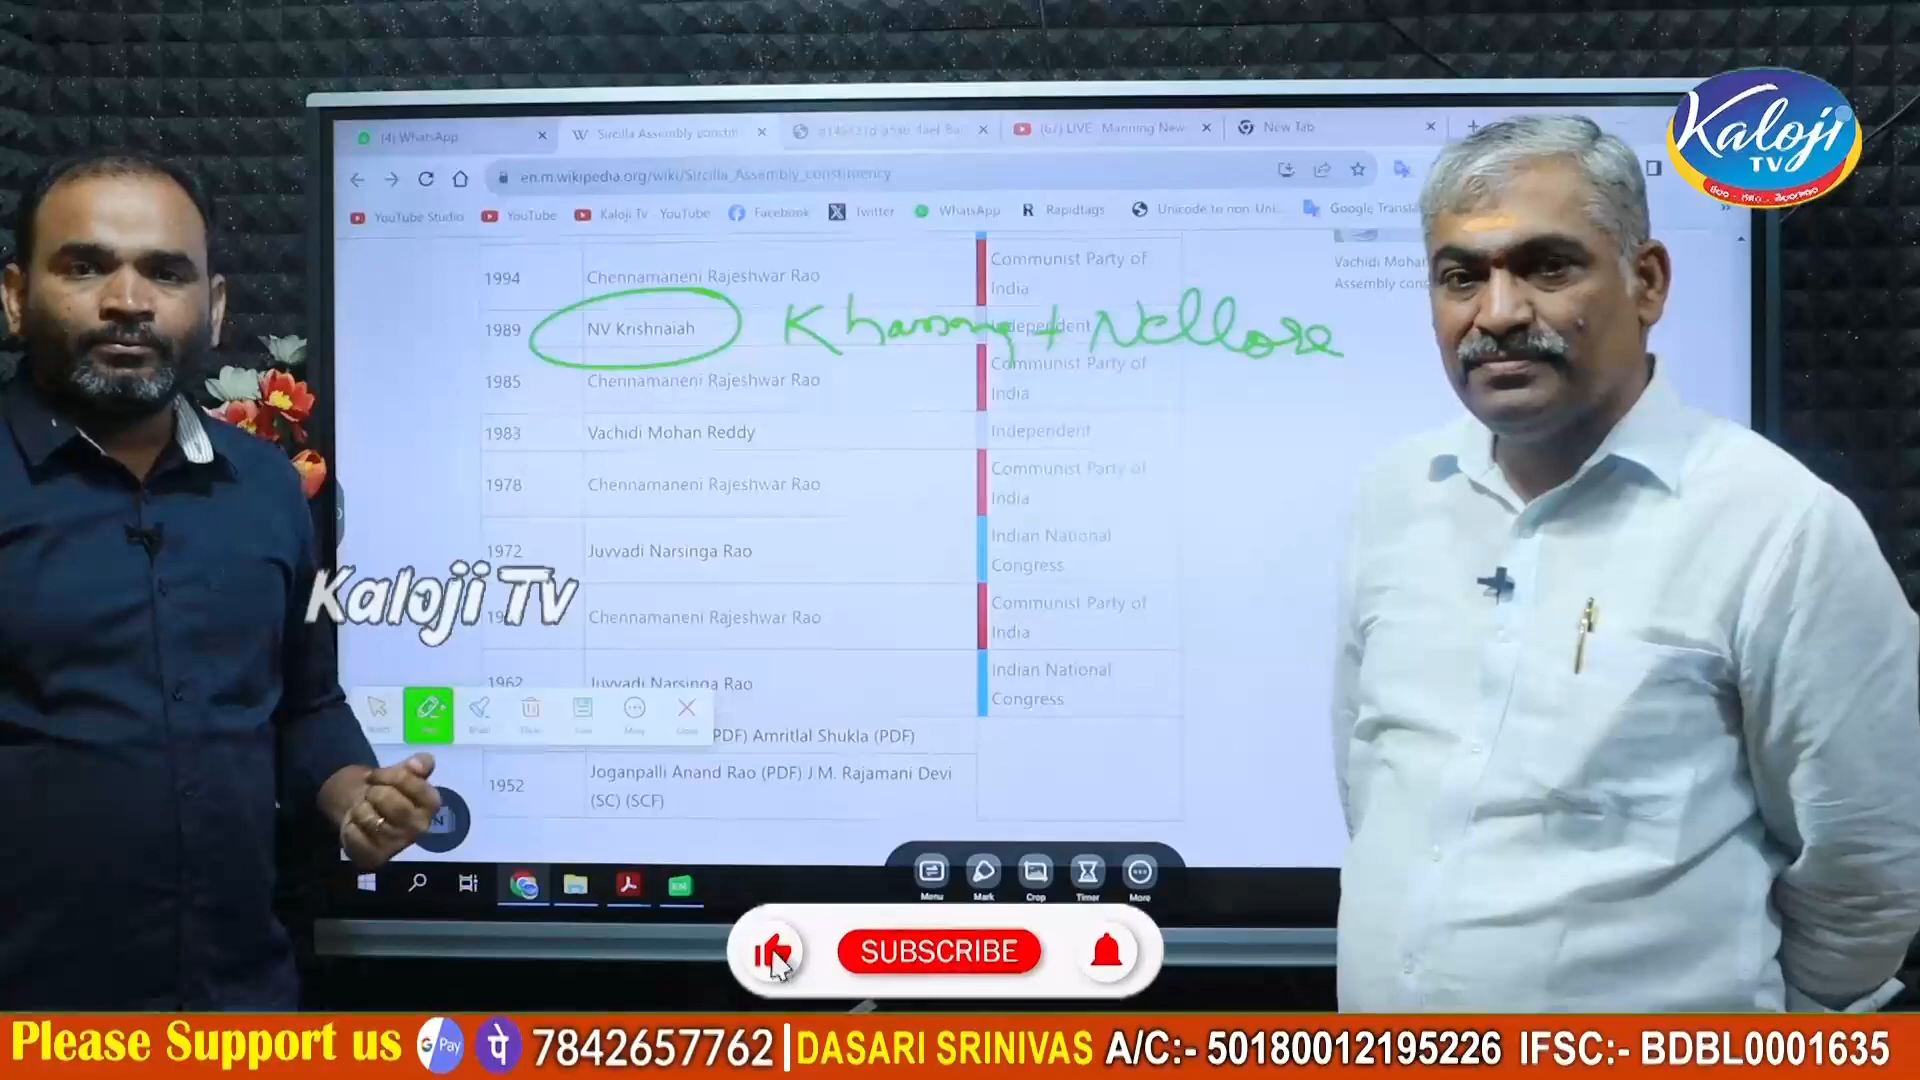 (4) WhatsApp
Sircilla Assembly constit
(67) LIVE Manning New
New Tab
Kaloji
TV
en.m.wikipedia.org/wiki/Sircilla_Assembly_constituency
YouTube Studio
YouTube
Kaloji Tv YouTube
Facebook
Twitter
WhatsApp
Rapidtags
Unicode to non Uni...
Google Transla
1994
Chennamaneni Rajeshwar Rao
Communist Party of
India
Vachidi Mohan
Assembly cons
1989
NV Krishnaiah
Independent
+ Nellore
1985
Chennamaneni Rajeshwar Rao
Communist Party of
India
1983
Vachidi Mohan Reddy
Independent
1978
Chennamaneni Rajeshwar Rao
Communist Party of
India
1972
Juvvadi Narsinga Rao
Indian National
Congress
Kaloji Tv
19
Chennamaneni Rajeshwar Rao
Communist Party of
India
1962
Juvvadi Narsinga Rao
Indian National
Congress
PDF) Amritlal Shukla (PDF)
1952
Joganpalli Anand Rao (PDF) J.M. Rajamani Devi
(SC) (SCF)
Menu
Mark
Crop
Timer
More
SUBSCRIBE
Please Support us G Pay पे 7842657762 | DASARI SRINIVAS A/C:- 50180012195226 IFSC:- BDBL0001635